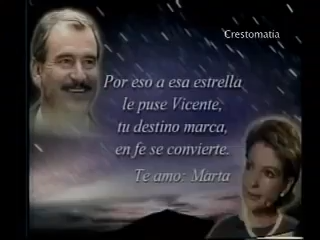 Crestomatía
Por eso a esa estrella
le puse Vicente,
tu destino marca,
en fe se convierte.
Te amo: Marta